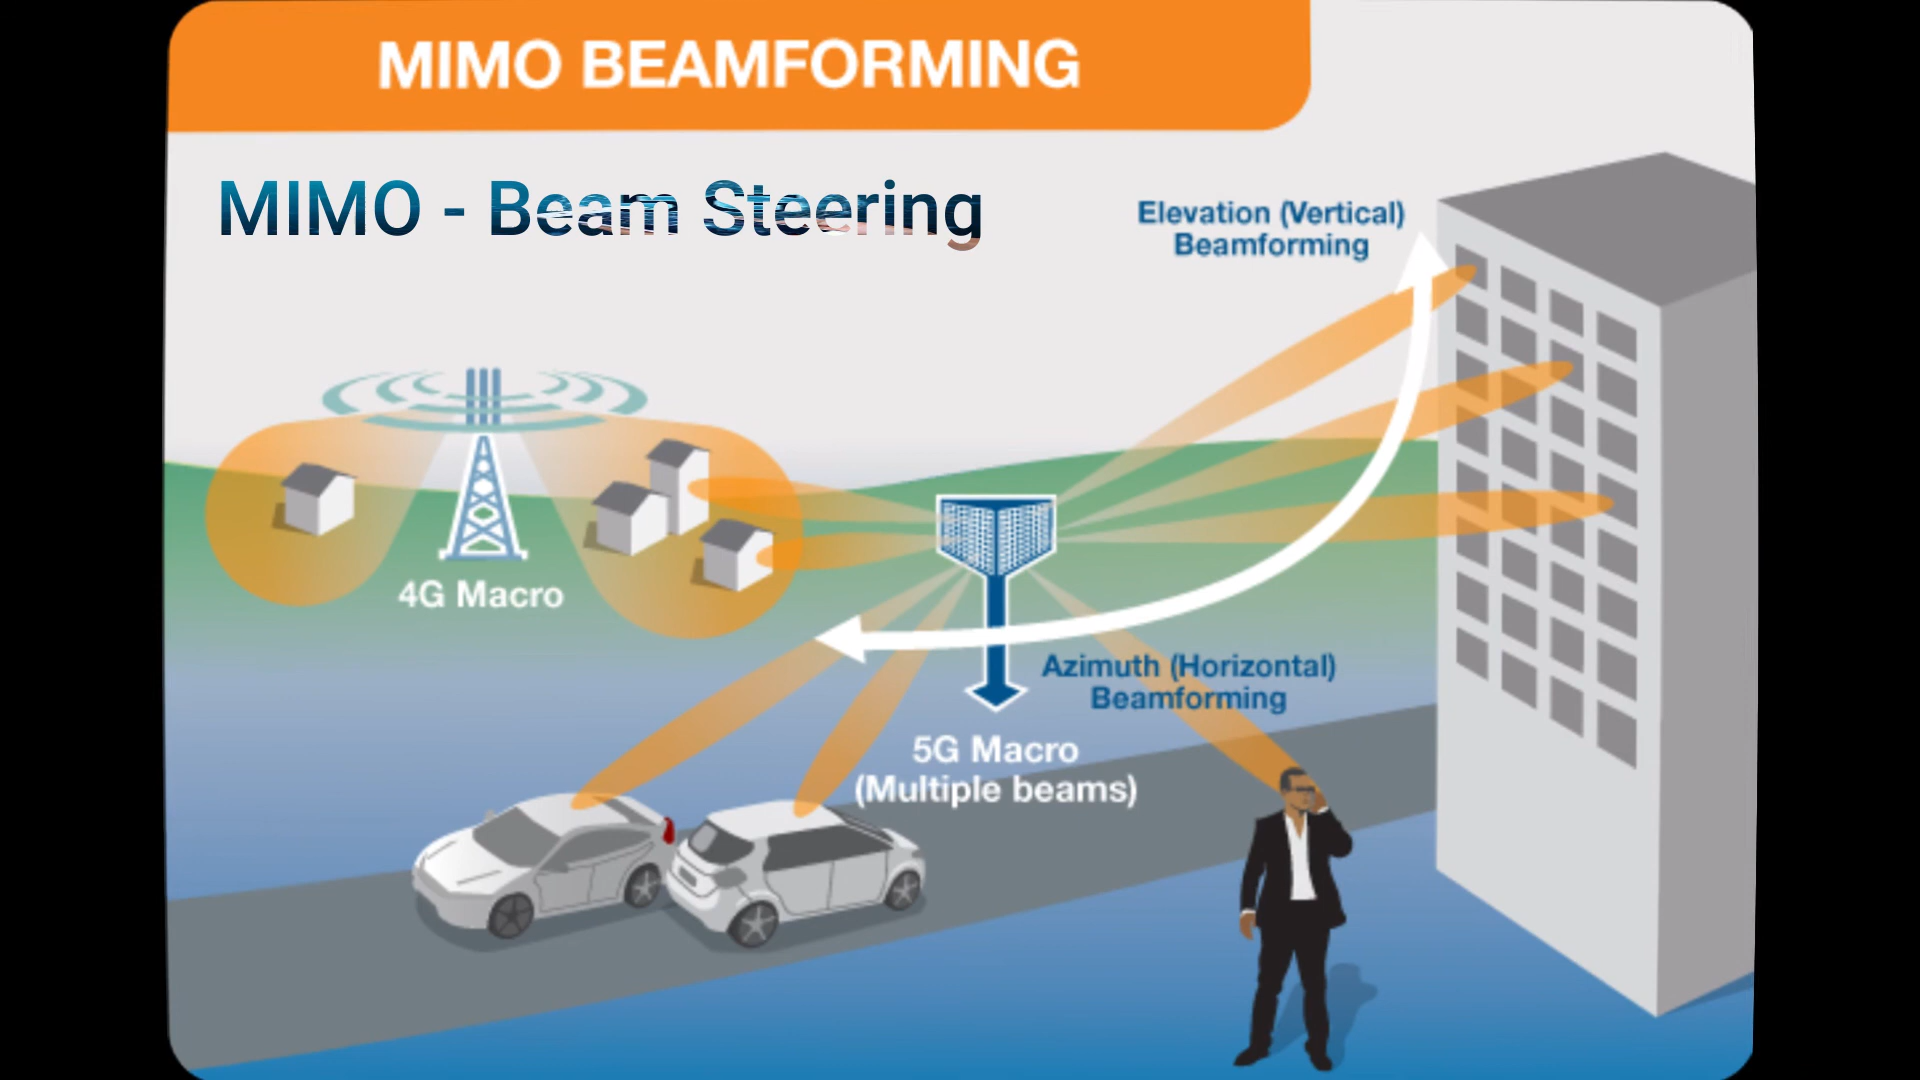 MIMO BEAMFORMING
MIMO - Beam Steering
Elevation (Vertical)
Beamforming
4G Macro
Azimuth (Horizontal)
Beamforming
5G Macro
(Multiple beams)